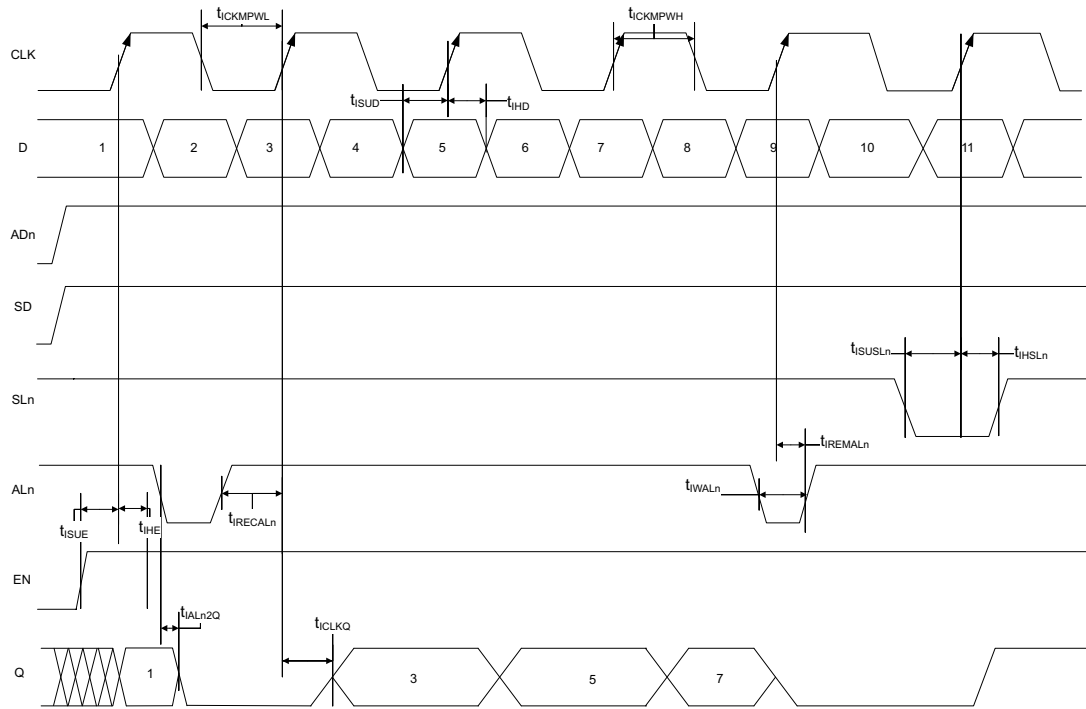 tICKMPWL
tICKMPWH
CLK
tISUD
tIHD
D
1 2 3 4 5 6 7 8 9 10 11
ADn
SD
tISUSLn
tIHSLn
SLn
tIREMALn
ALn
tIWALn
tISUE
tIHE
tIRECALn
EN
tIALn2Q
tICLKQ
Q
1 3 5 7